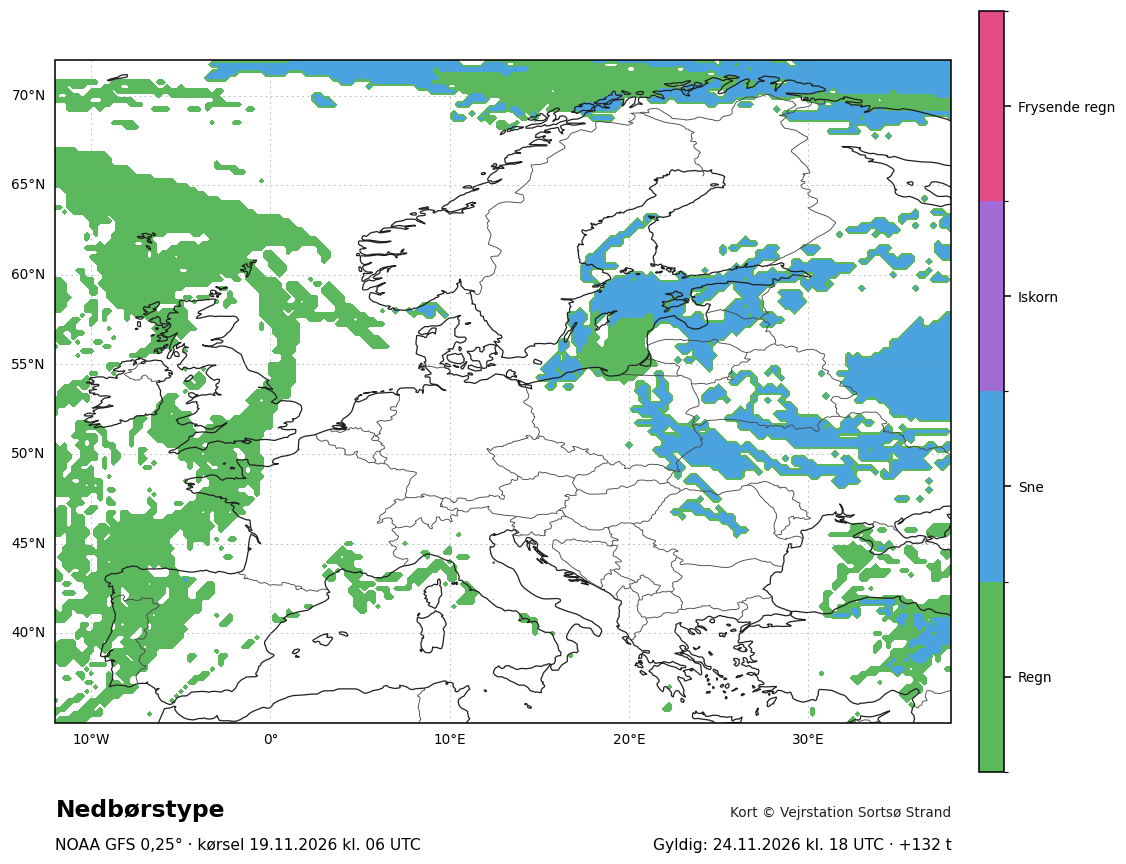 70°N
65°N
60°N
55°N
50°N
45°N
40°N
10°W
0°
10°E
20°E
30°E
Frysende regn
Iskorn
Sne
Regn
Nedbørstype
Kort © Vejrstation Sortsø Strand
NOAA GFS 0,25° · kørsel 19.11.2026 kl. 06 UTC
Gyldig: 24.11.2026 kl. 18 UTC · +132 t